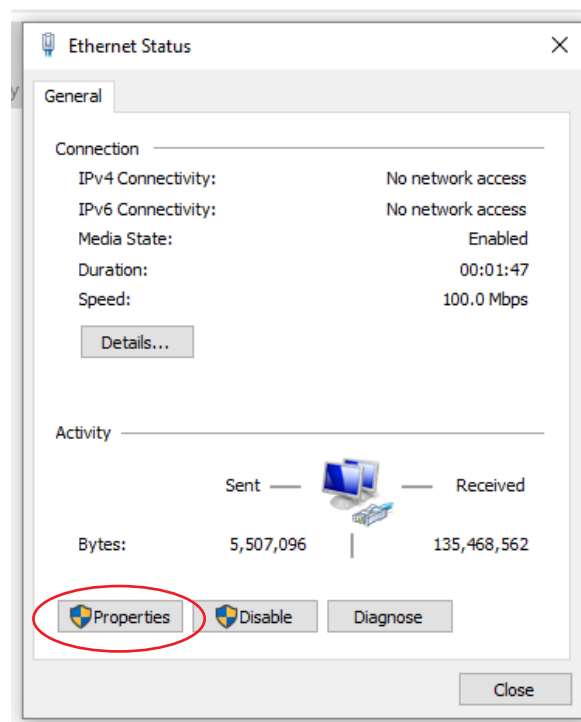 Ethernet Status
y
General
Connection
IPv4 Connectivity: No network access
IPv6 Connectivity: No network access
Media State: Enabled
Duration: 00:01:47
Speed: 100.0 Mbps
Details...
Activity
Sent Received
Bytes: 5,507,096 135,468,562
Properties Disable Diagnose
Close